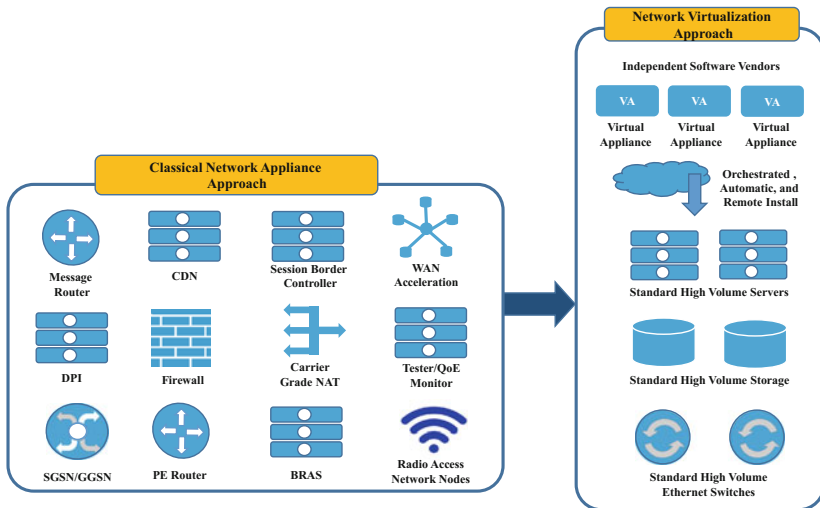 Classical Network Appliance
Approach
Message
Router
CDN
Session Border
Controller
WAN
Acceleration
DPI
Firewall
Carrier
Grade NAT
Tester/QoE
Monitor
SGSN/GGSN
PE Router
BRAS
Radio Access
Network Nodes
Network Virtualization
Approach
Independent Software Vendors
VA
VA
VA
Virtual
Appliance
Virtual
Appliance
Virtual
Appliance
Orchestrated ,
Automatic, and
Remote Install
Standard High Volume Servers
Standard High Volume Storage
Standard High Volume
Ethernet Switches